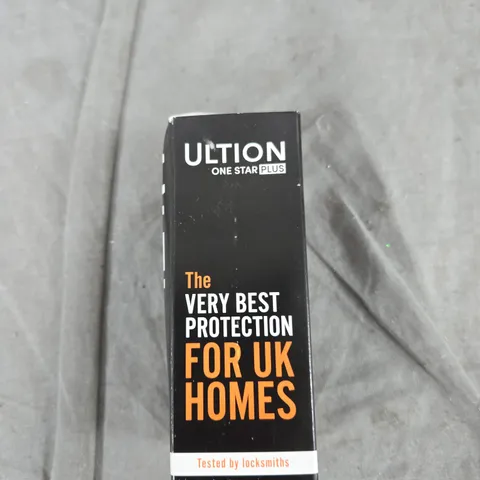 ULTION
ONE STAR PLUS
The
VERY BEST
PROTECTION
FOR UK
HOMES
Tested by locksmiths